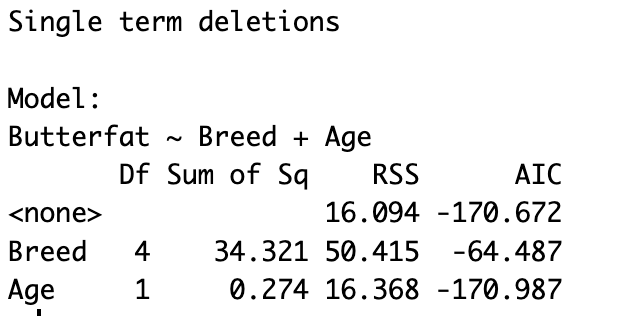 Single term deletions

Model:
Butterfat ~ Breed + Age
       Df Sum of Sq    RSS      AIC
<none>              16.094 -170.672
Breed   4    34.321 50.415  -64.487
Age     1     0.274 16.368 -170.987